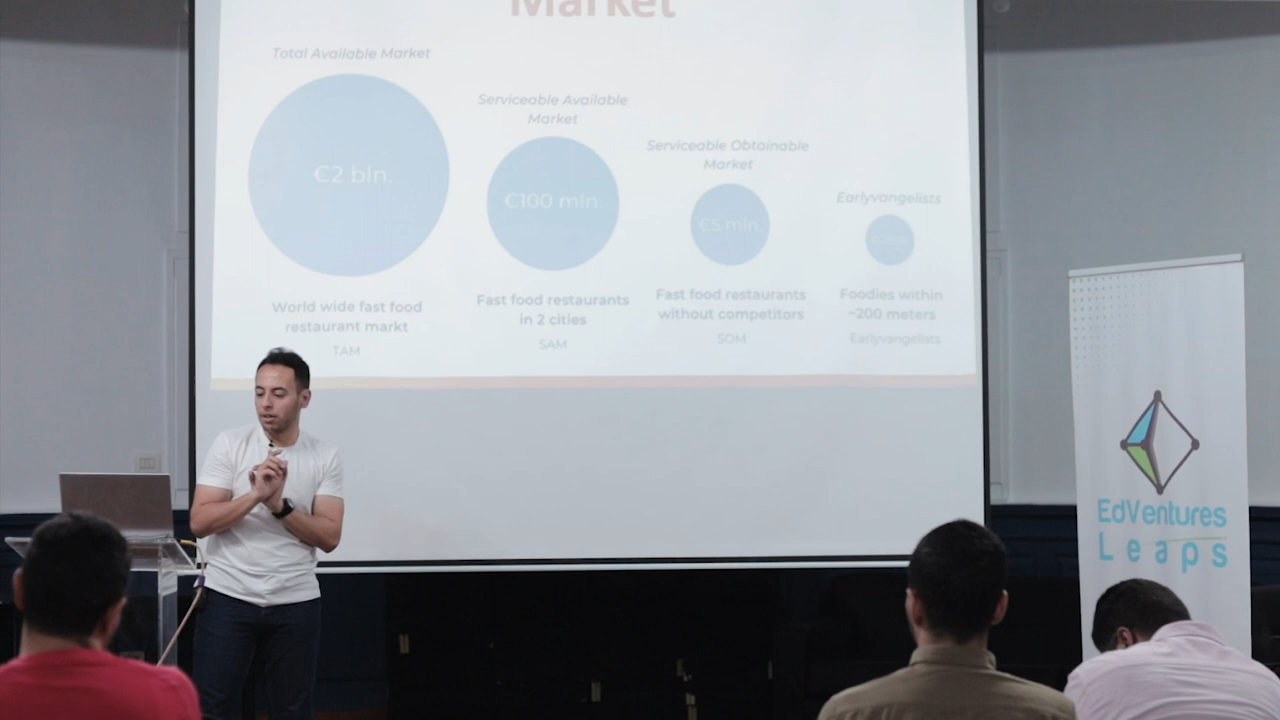 Market
Total Available Market
€2 bln.
World wide fast food
restaurant markt
TAM
Serviceable Available
Market
€100 mln.
Fast food restaurants
in 2 cities
SAM
Serviceable Obtainable
Market
€5 mln.
Fast food restaurants
without competitors
SOM
Earlyvangelists
Foodies within
~200 meters
Earlyvangelists
EdVentures
Leaps